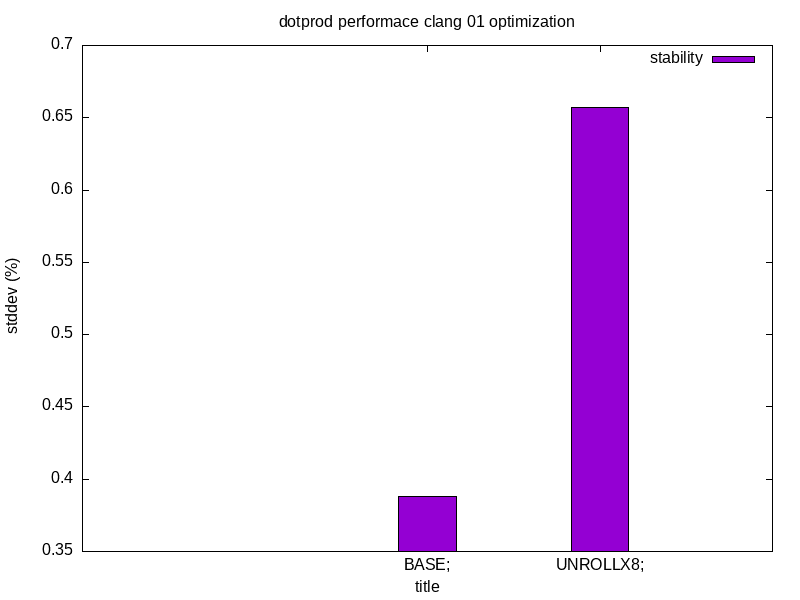 dotprod performace clang 01 optimization
stability
0.7
0.65
0.6
0.55
0.5
0.45
0.4
0.35
stddev (%)
BASE;
UNROLLX8;
title